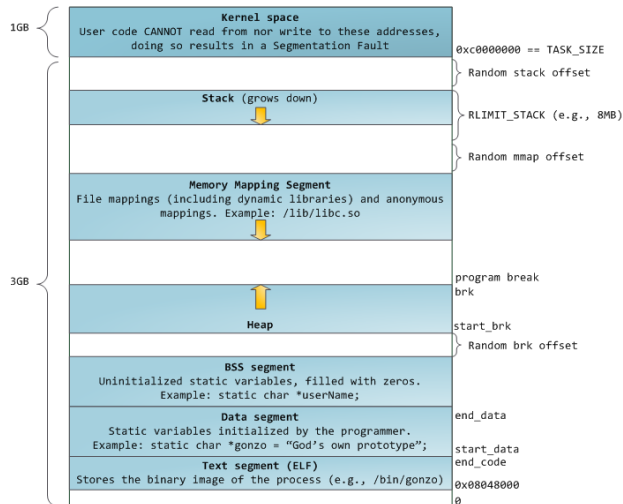 1GB
Kernel space
User code CANNOT read from nor write to these addresses,
doing so results in a Segmentation Fault
0xc0000000 == TASK_SIZE
Random stack offset
Stack (grows down)
RLIMIT_STACK (e.g., 8MB)
Random mmap offset
Memory Mapping Segment
File mappings (including dynamic libraries) and anonymous
mappings. Example: /lib/libc.so
3GB
program break
brk
Heap
start_brk
Random brk offset
BSS segment
Uninitialized static variables, filled with zeros.
Example: static char *userName;
Data segment
Static variables initialized by the programmer.
Example: static char *gonzo = “God’s own prototype”;
end_data
start_data
end_code
Text segment (ELF)
Stores the binary image of the process (e.g., /bin/gonzo)
0x08048000
0